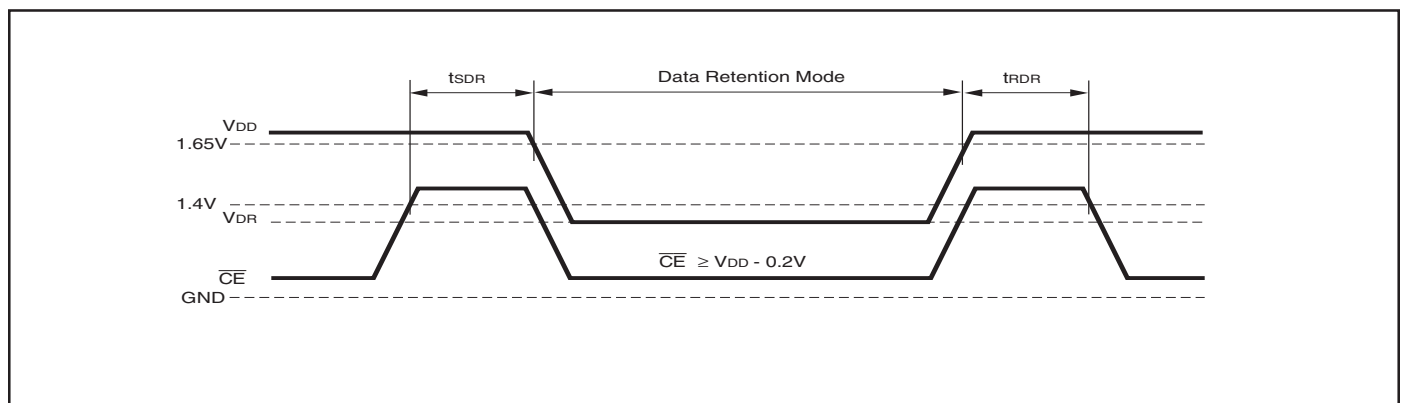 tSDR Data Retention Mode tRDR
VDD
1.65V
1.4V
VDR
CE ≥ VDD - 0.2V
CE
GND